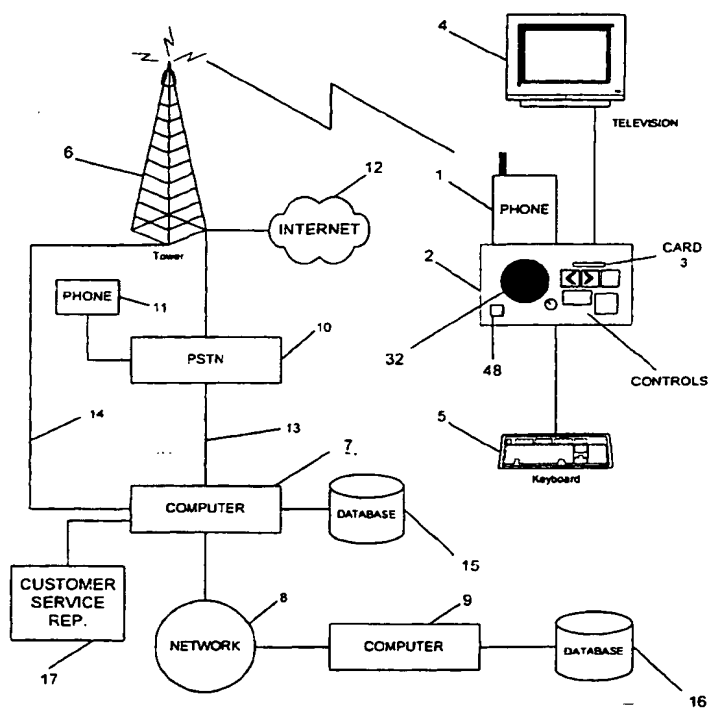 4
TELEVISION
6
12
1
PHONE
INTERNET
Tower
CARD
3
2
PHONE
11
10
PSTN
32
48
CONTROLS
14
13
5
7
Keyboard
COMPUTER
DATABASE
15
CUSTOMER
SERVICE
REP.
17
8
9
NETWORK
COMPUTER
DATABASE
16